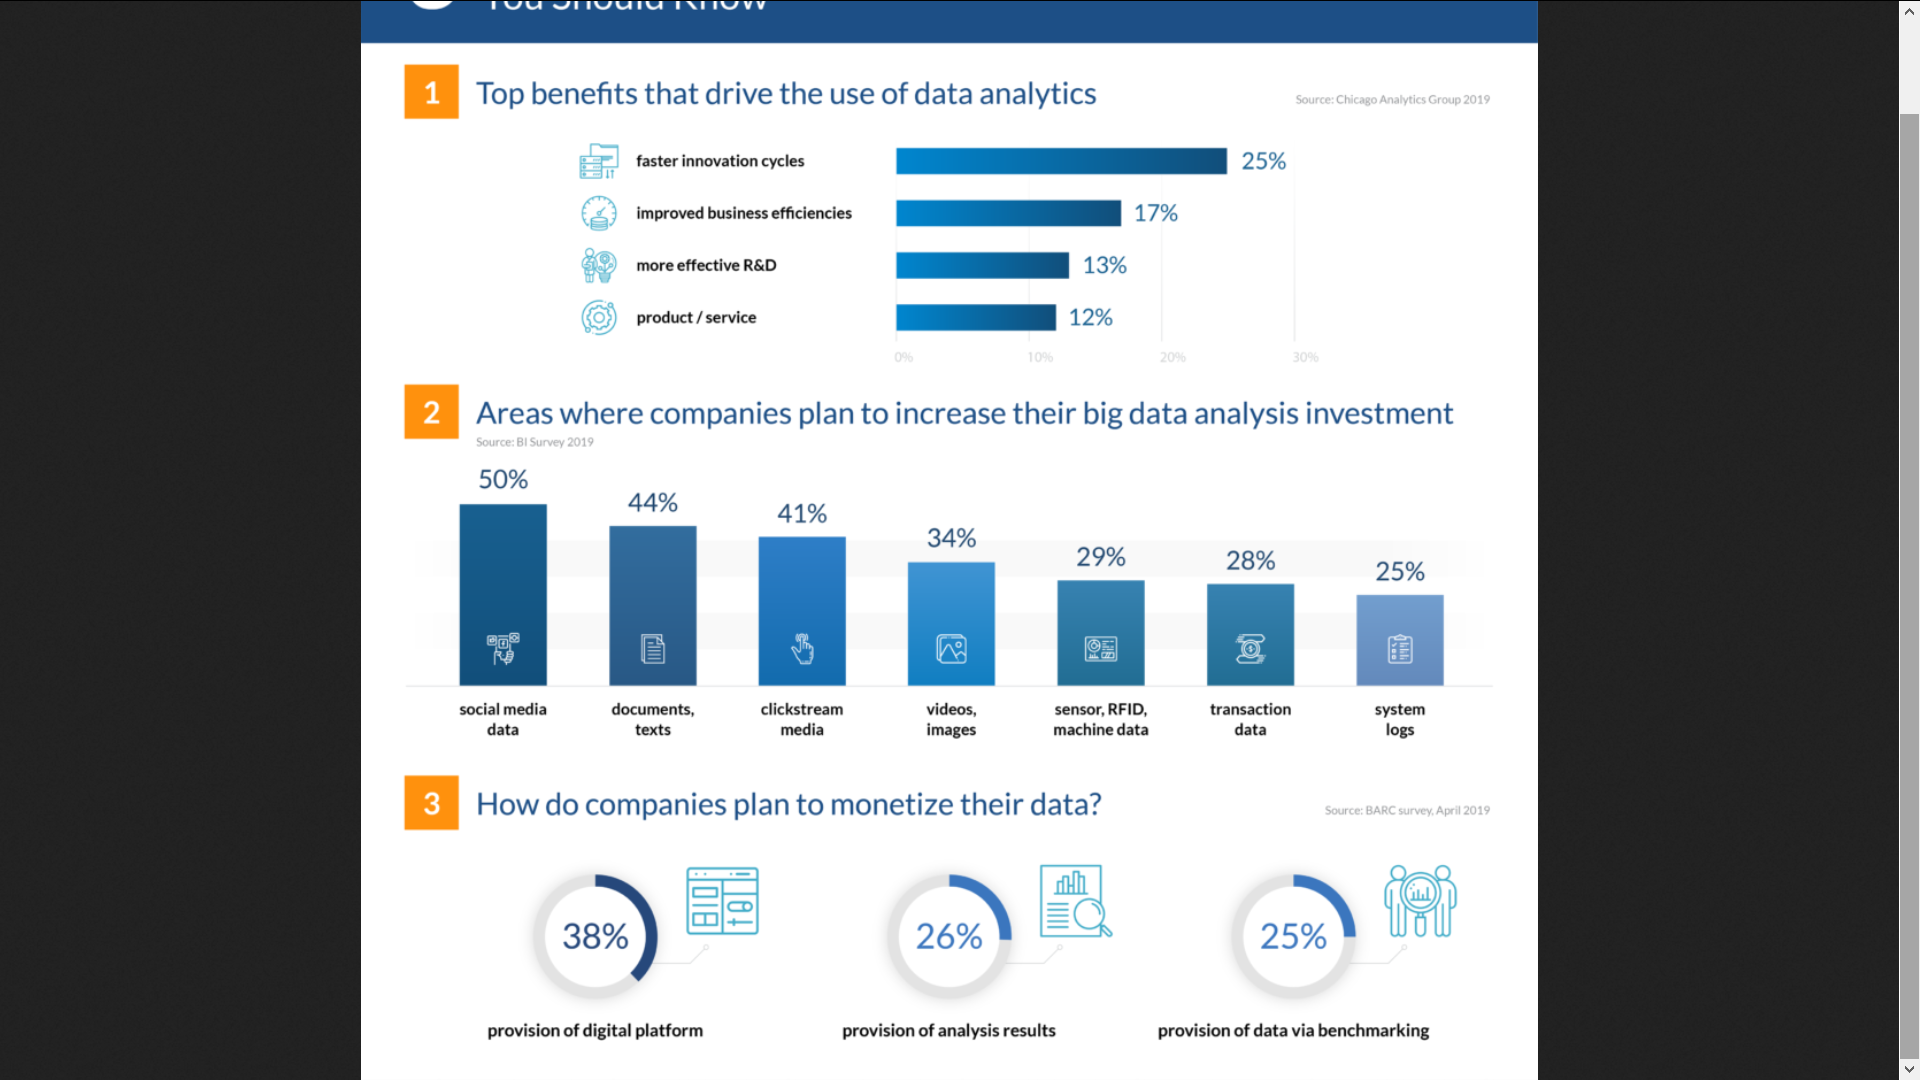 You Should Know
1
Top benefits that drive the use of data analytics
Source: Chicago Analytics Group 2019
faster innovation cycles
25%
improved business efficiencies
17%
more effective R&D
13%
product / service
12%
0%
10%
20%
30%
2
Areas where companies plan to increase their big data analysis investment
Source: BI Survey 2019
50%
44%
41%
34%
29%
28%
25%
social media
data
documents,
texts
clickstream
media
videos,
images
sensor, RFID,
machine data
transaction
data
system
logs
3
How do companies plan to monetize their data?
Source: BARC survey, April 2019
38%
26%
25%
provision of digital platform
provision of analysis results
provision of data via benchmarking